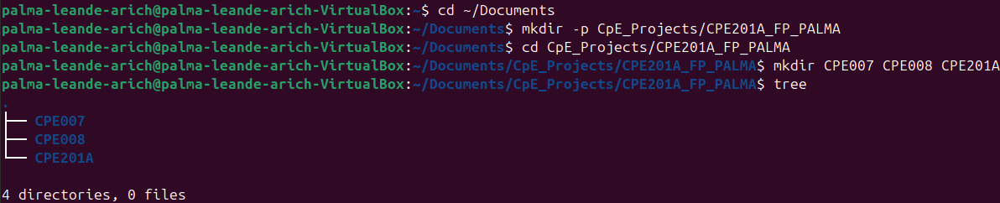 palma-leande-arich@palma-leande-arich-VirtualBox:~$ cd ~/Documents
palma-leande-arich@palma-leande-arich-VirtualBox:~/Documents$ mkdir -p CpE_Projects/CPE201A_FP_PALMA
palma-leande-arich@palma-leande-arich-VirtualBox:~/Documents$ cd CpE_Projects/CPE201A_FP_PALMA
palma-leande-arich@palma-leande-arich-VirtualBox:~/Documents/CpE_Projects/CPE201A_FP_PALMA$ mkdir CPE007 CPE008 CPE201A
palma-leande-arich@palma-leande-arich-VirtualBox:~/Documents/CpE_Projects/CPE201A_FP_PALMA$ tree
.
├── CPE007
├── CPE008
└── CPE201A
4 directories, 0 files